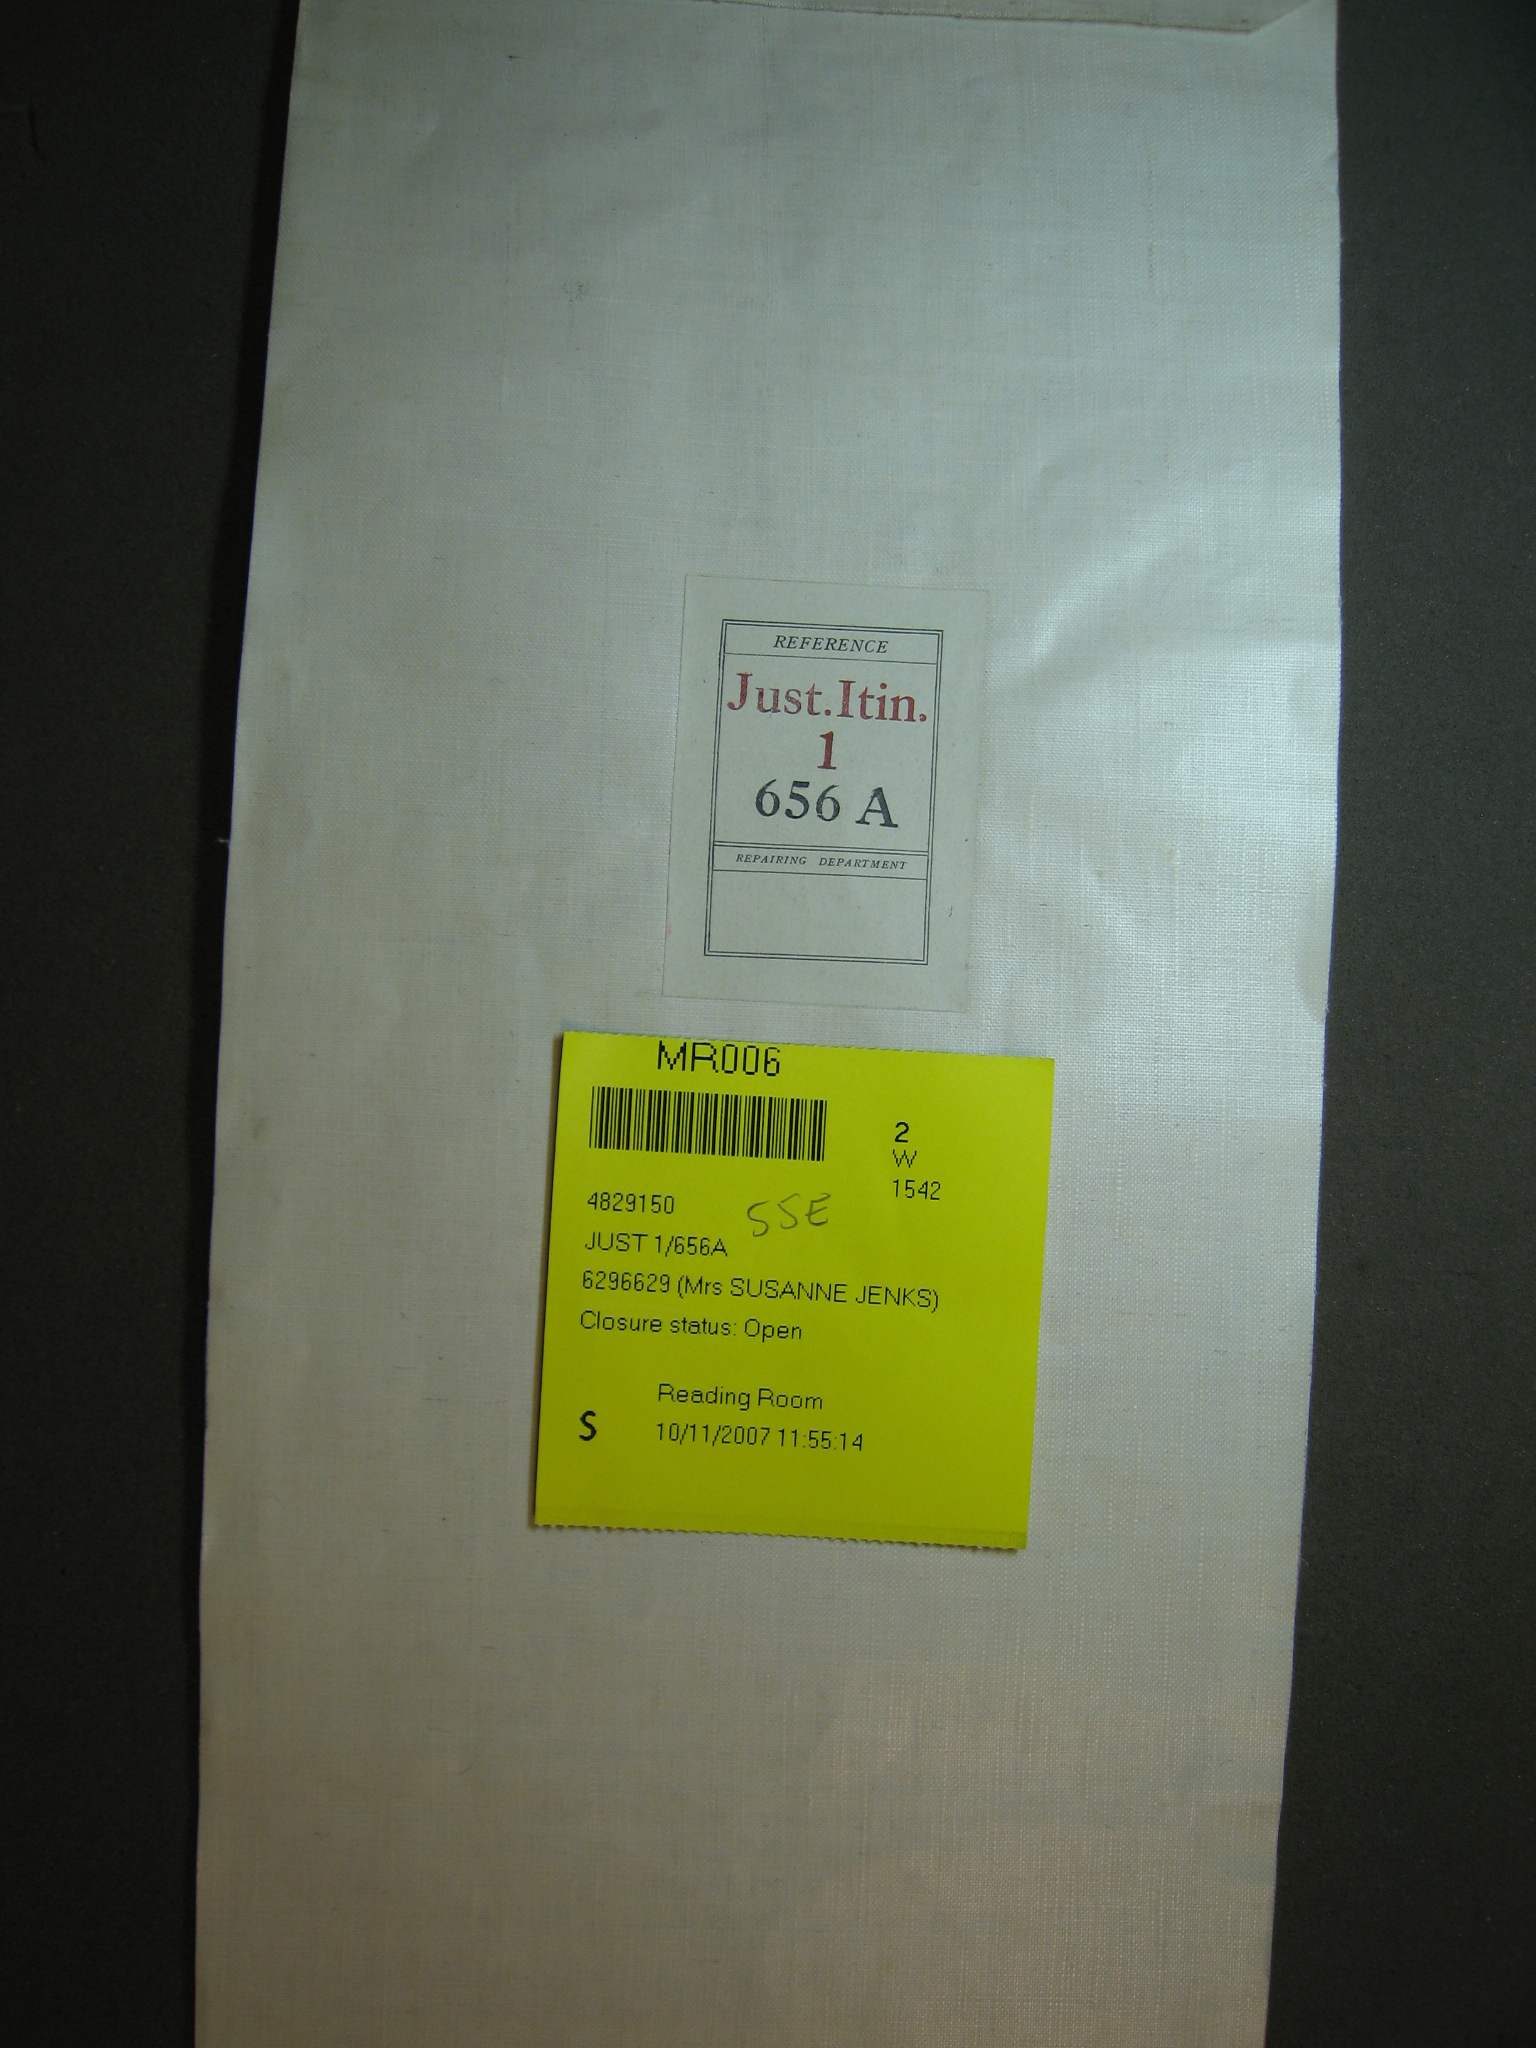 REFERENCE
Just.Itin.
1
656 A
REPAIRING DEPARTMENT
MR006
2
W
1542
4829150
SSE
JUST 1/656A
6296629 (Mrs SUSANNE JENKS)
Closure status: Open
Reading Room
S
10/11/2007 11:55:14